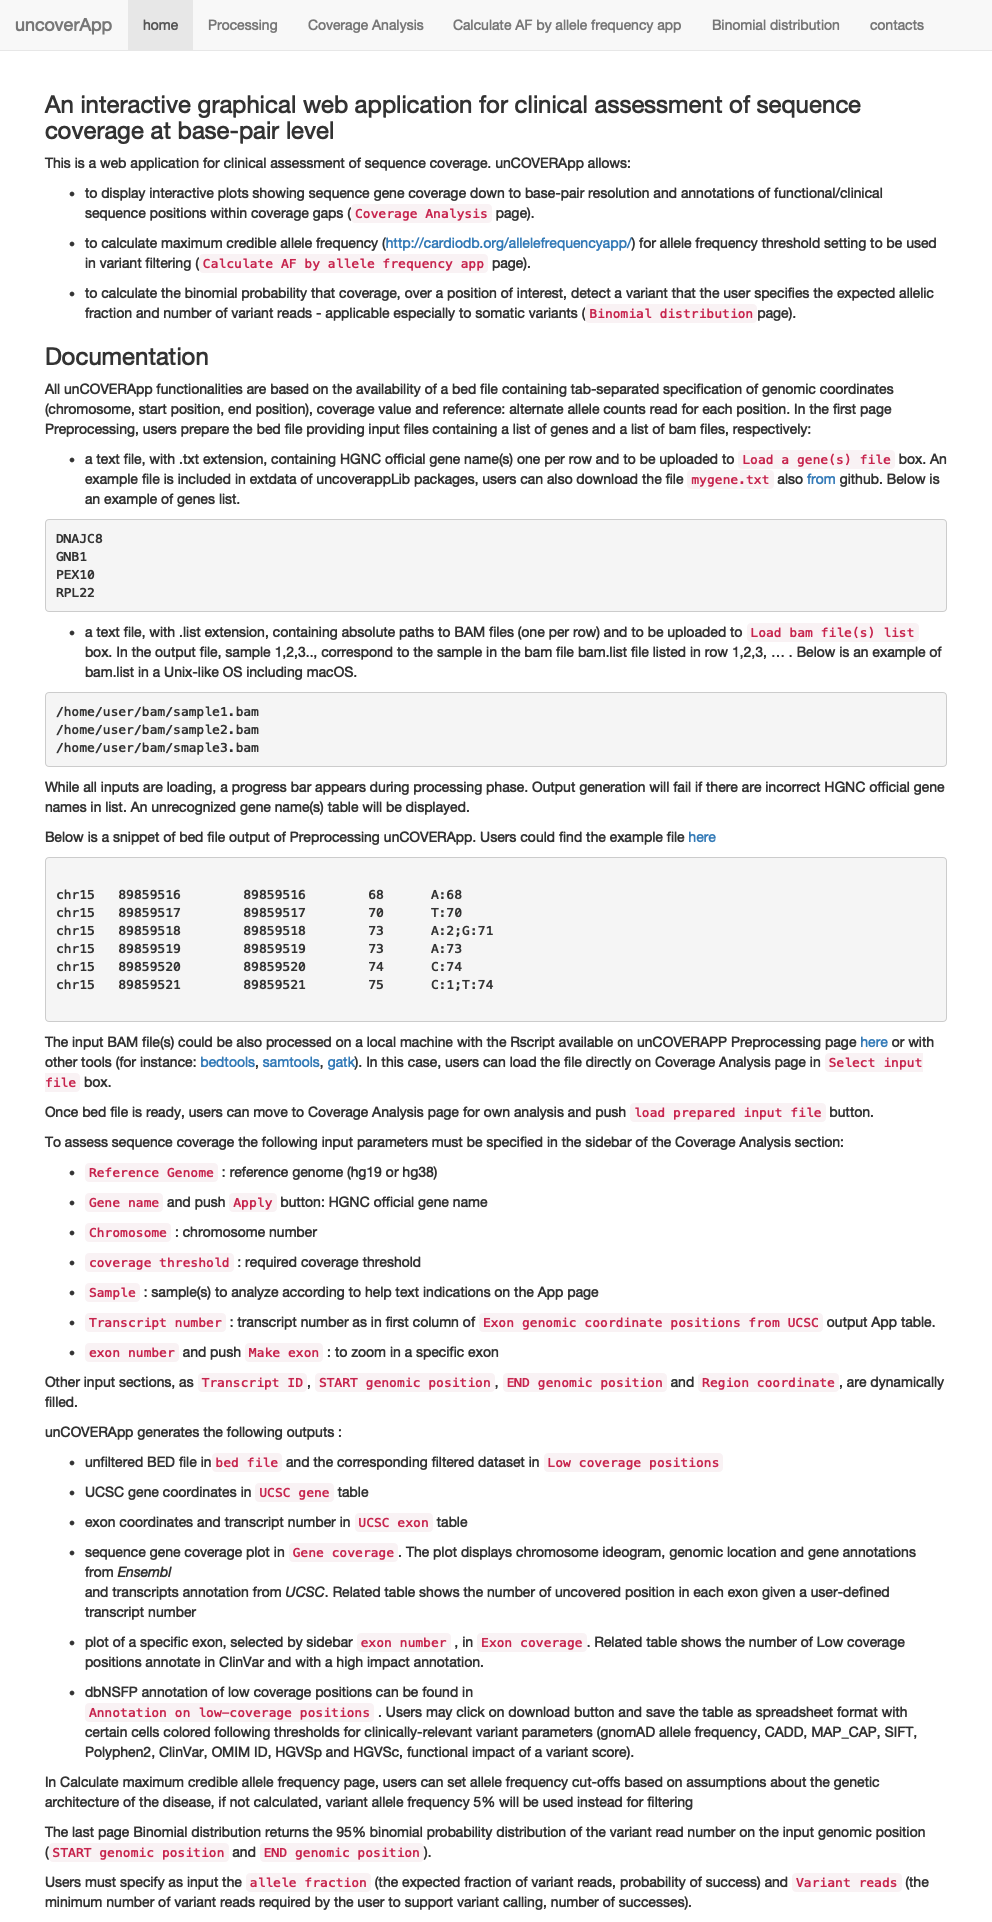 uncoverApp home Processing Coverage Analysis Calculate AF by allele frequency app Binomial distribution contacts
An interactive graphical web application for clinical assessment of sequence
coverage at base-pair level
This is a web application for clinical assessment of sequence coverage. unCOVERApp allows:
• to display interactive plots showing sequence gene coverage down to base-pair resolution and annotations of functional/clinical
sequence positions within coverage gaps ( Coverage Analysis page).
• to calculate maximum credible allele frequency (http://cardiodb.org/allelefrequencyapp/) for allele frequency threshold setting to be used
in variant filtering ( Calculate AF by allele frequency app page).
• to calculate the binomial probability that coverage, over a position of interest, detect a variant that the user specifies the expected allelic
fraction and number of variant reads - applicable especially to somatic variants ( Binomial distribution page).
Documentation
All unCOVERApp functionalities are based on the availability of a bed file containing tab-separated specification of genomic coordinates
(chromosome, start position, end position), coverage value and reference: alternate allele counts read for each position. In the first page
Preprocessing, users prepare the bed file providing input files containing a list of genes and a list of bam files, respectively:
• a text file, with .txt extension, containing HGNC official gene name(s) one per row and to be uploaded to Load a gene(s) file box. An
example file is included in extdata of uncoverappLib packages, users can also download the file mygene.txt also from github. Below is
an example of genes list.
DNAJC8
GNB1
PEX10
RPL22
• a text file, with .list extension, containing absolute paths to BAM files (one per row) and to be uploaded to Load bam file(s) list
box. In the output file, sample 1,2,3.., correspond to the sample in the bam file bam.list file listed in row 1,2,3, … . Below is an example of
bam.list in a Unix-like OS including macOS.
/home/user/bam/sample1.bam
/home/user/bam/sample2.bam
/home/user/bam/smaple3.bam
While all inputs are loading, a progress bar appears during processing phase. Output generation will fail if there are incorrect HGNC official gene
names in list. An unrecognized gene name(s) table will be displayed.
Below is a snippet of bed file output of Preprocessing unCOVERApp. Users could find the example file here
chr15 89859516 89859516 68 A:68
chr15 89859517 89859517 70 T:70
chr15 89859518 89859518 73 A:2;G:71
chr15 89859519 89859519 73 A:73
chr15 89859520 89859520 74 C:74
chr15 89859521 89859521 75 C:1;T:74
The input BAM file(s) could be also processed on a local machine with the Rscript available on unCOVERAPP Preprocessing page here or with
other tools (for instance: bedtools, samtools, gatk). In this case, users can load the file directly on Coverage Analysis page in Select input
file box.
Once bed file is ready, users can move to Coverage Analysis page for own analysis and push load prepared input file button.
To assess sequence coverage the following input parameters must be specified in the sidebar of the Coverage Analysis section:
• Reference Genome : reference genome (hg19 or hg38)
• Gene name and push Apply button: HGNC official gene name
• Chromosome : chromosome number
• coverage threshold : required coverage threshold
• Sample : sample(s) to analyze according to help text indications on the App page
• Transcript number : transcript number as in first column of Exon genomic coordinate positions from UCSC output App table.
• exon number and push Make exon : to zoom in a specific exon
Other input sections, as Transcript ID , START genomic position , END genomic position and Region coordinate , are dynamically
filled.
unCOVERApp generates the following outputs :
• unfiltered BED file in bed file and the corresponding filtered dataset in Low coverage positions
• UCSC gene coordinates in UCSC gene table
• exon coordinates and transcript number in UCSC exon table
• sequence gene coverage plot in Gene coverage . The plot displays chromosome ideogram, genomic location and gene annotations
from Ensembl
and transcripts annotation from UCSC. Related table shows the number of uncovered position in each exon given a user-defined
transcript number
• plot of a specific exon, selected by sidebar exon number , in Exon coverage . Related table shows the number of Low coverage
positions annotate in ClinVar and with a high impact annotation.
• dbNSFP annotation of low coverage positions can be found in
Annotation on low-coverage positions . Users may click on download button and save the table as spreadsheet format with
certain cells colored following thresholds for clinically-relevant variant parameters (gnomAD allele frequency, CADD, MAP_CAP, SIFT,
Polyphen2, ClinVar, OMIM ID, HGVSp and HGVSc, functional impact of a variant score).
In Calculate maximum credible allele frequency page, users can set allele frequency cut-offs based on assumptions about the genetic
architecture of the disease, if not calculated, variant allele frequency 5% will be used instead for filtering
The last page Binomial distribution returns the 95% binomial probability distribution of the variant read number on the input genomic position
( START genomic position and END genomic position ).
Users must specify as input the allele fraction (the expected fraction of variant reads, probability of success) and Variant reads (the
minimum number of variant reads required by the user to support variant calling, number of successes).